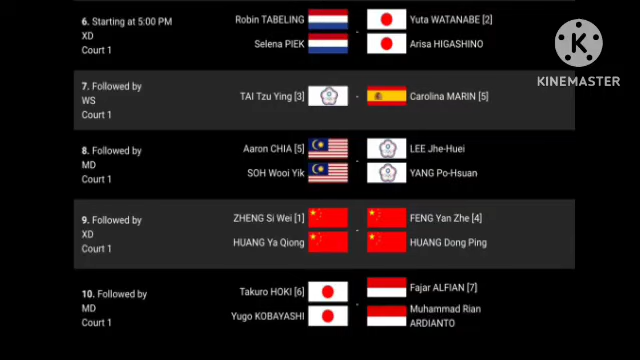 6. Starting at 5:00 PM
XD
Court 1
Robin TABELING
Selena PIEK
-
Yuta WATANABE [2]
Arisa HIGASHINO
7. Followed by
WS
Court 1
TAI Tzu Ying [3]
-
Carolina MARIN [5]
8. Followed by
MD
Court 1
Aaron CHIA [5]
SOH Wooi Yik
-
LEE Jhe-Huei
YANG Po-Hsuan
9. Followed by
XD
Court 1
ZHENG Si Wei [1]
HUANG Ya Qiong
-
FENG Yan Zhe [4]
HUANG Dong Ping
10. Followed by
MD
Court 1
Takuro HOKI [6]
Yugo KOBAYASHI
-
Fajar ALFIAN [7]
Muhammad Rian
ARDIANTO
K
KINEMASTER